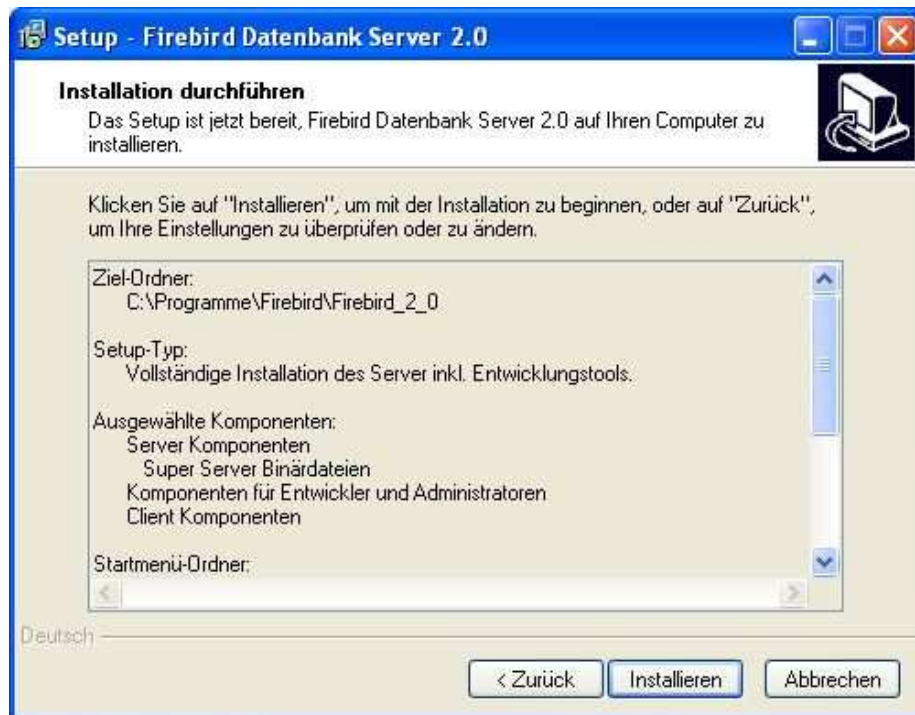 Setup - Firebird Datenbank Server 2.0
Installation durchführen
Das Setup ist jetzt bereit, Firebird Datenbank Server 2.0 auf Ihren Computer zu
installieren.
Klicken Sie auf "Installieren", um mit der Installation zu beginnen, oder auf "Zurück",
um Ihre Einstellungen zu überprüfen oder zu ändern.
Ziel-Ordner:
C:\Programme\Firebird\Firebird_2_0
Setup-Typ:
Vollständige Installation des Server inkl. Entwicklungstools.
Ausgewählte Komponenten:
Server Komponenten
Super Server Binärdateien
Komponenten für Entwickler und Administratoren
Client Komponenten
Startmenü-Ordner:
Deutsch
< Zurück
Installieren
Abbrechen